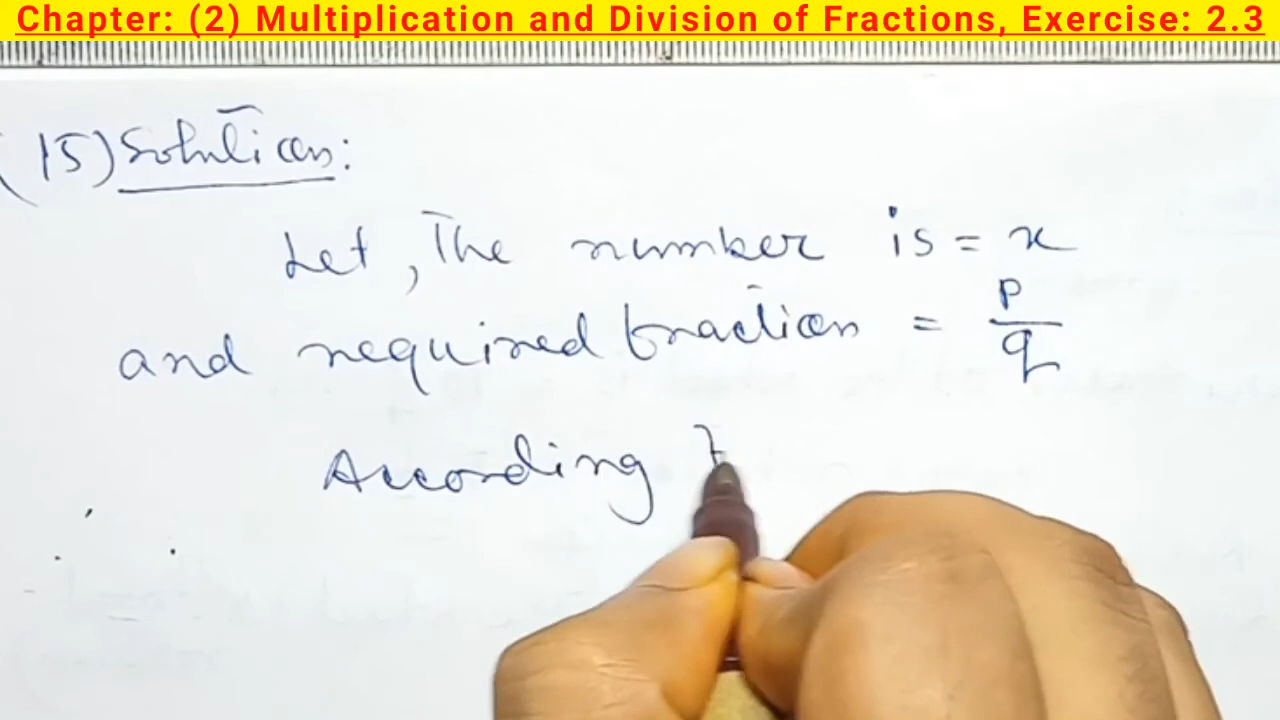 Chapter: (2) Multiplication and Division of Fractions, Exercise: 2.3
(15) Solution:
Let, The number is = x
and required fraction = p/q
According